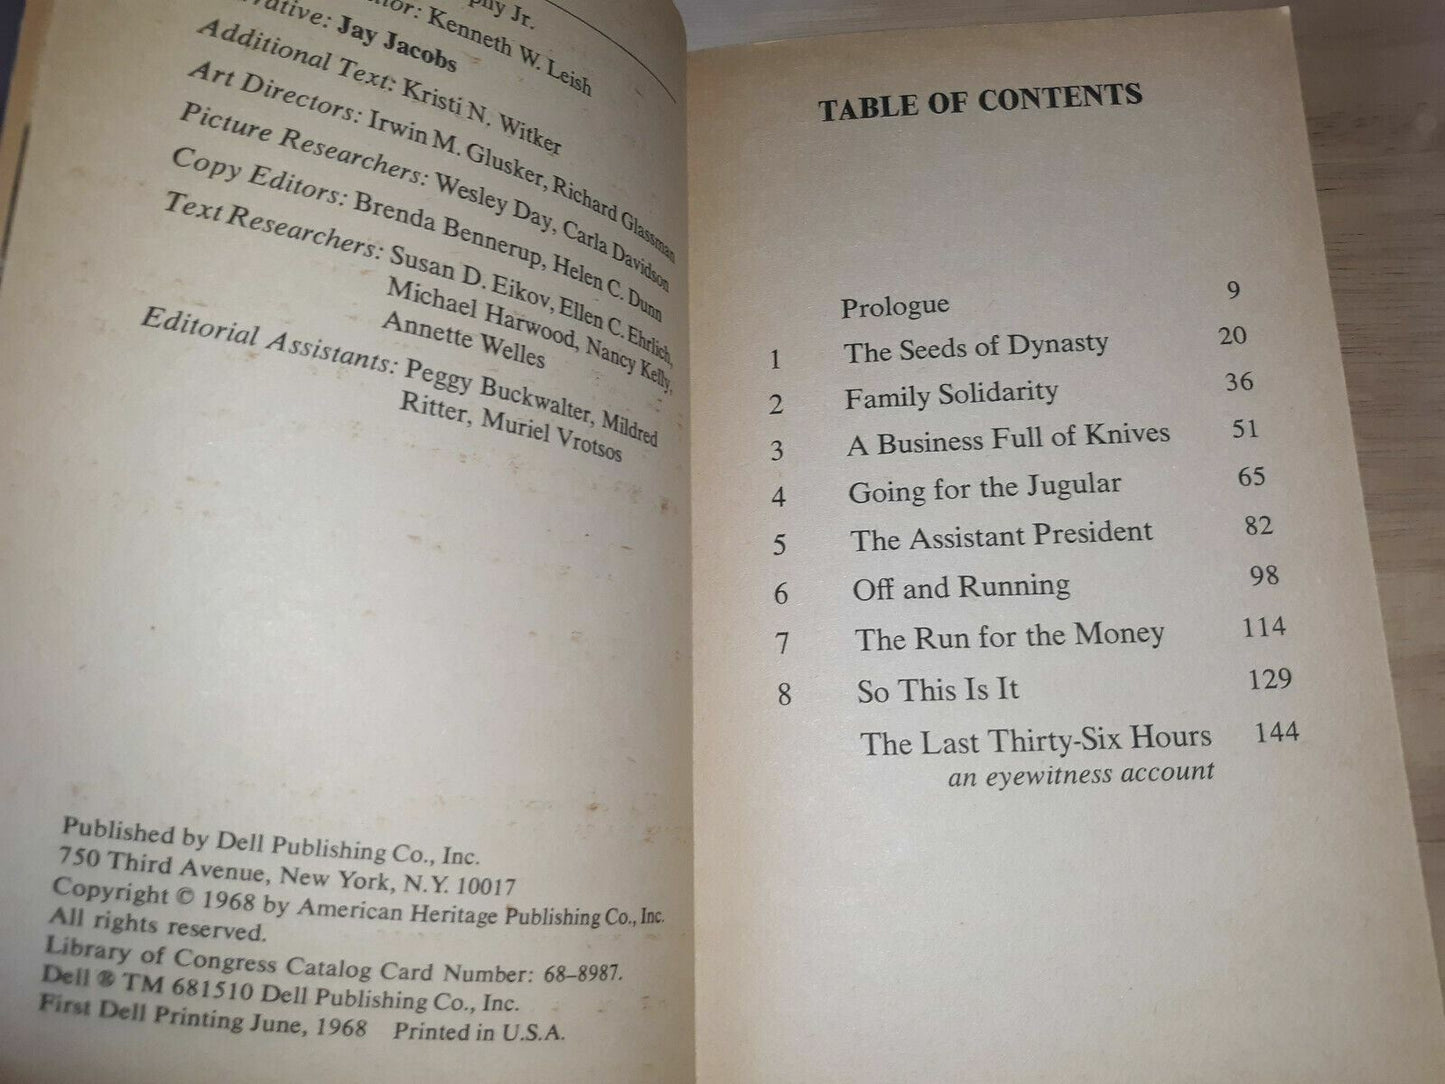 phy Jr.
Kenneth W. Leish
Jay Jacobs
Additional Text: Kristi N. Witker
Art Directors: Irwin M. Glusker, Richard Glassman
Picture Researchers: Wesley Day, Carla Davidson
Copy Editors: Brenda Bennerup, Helen C. Dunn
Text Researchers: Susan D. Eikov, Ellen C. Ehrlich,
Michael Harwood, Nancy Kelly,
Annette Welles
Editorial Assistants: Peggy Buckwalter, Mildred
Ritter, Muriel Vrotsos
Published by Dell Publishing Co., Inc.
750 Third Avenue, New York, N.Y. 10017
Copyright © 1968 by American Heritage Publishing Co., Inc.
All rights reserved.
Library of Congress Catalog Card Number: 68–8987.
Dell ® TM 681510 Dell Publishing Co., Inc.
First Dell Printing June, 1968 Printed in U.S.A.
TABLE OF CONTENTS
Prologue 9
1 The Seeds of Dynasty 20
2 Family Solidarity 36
3 A Business Full of Knives 51
4 Going for the Jugular 65
5 The Assistant President 82
6 Off and Running 98
7 The Run for the Money 114
8 So This Is It 129
The Last Thirty-Six Hours 144
an eyewitness account